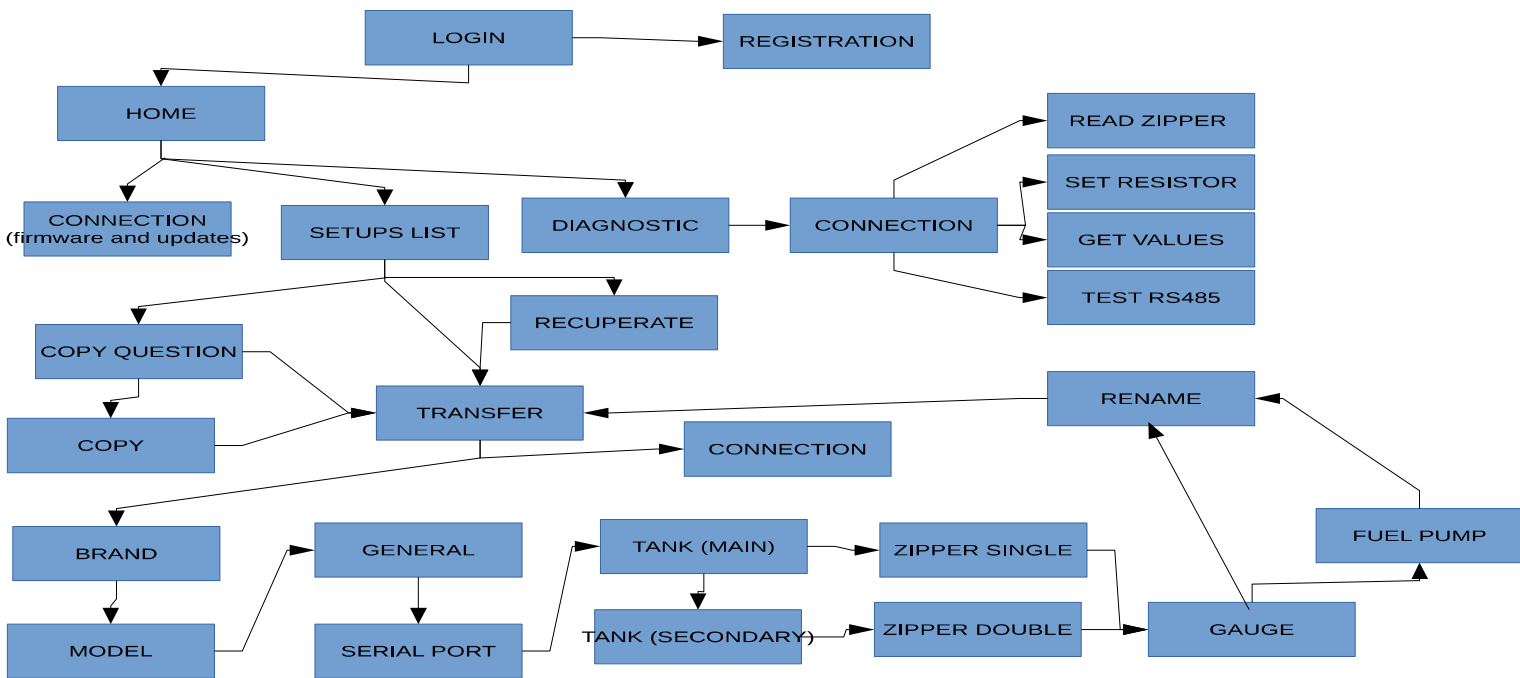 LOGIN
REGISTRATION
HOME
READ ZIPPER
SET RESISTOR
CONNECTION
(firmware and updates)
SETUPS LIST
DIAGNOSTIC
CONNECTION
GET VALUES
TEST RS485
RECUPERATE
COPY QUESTION
TRANSFER
RENAME
COPY
CONNECTION
BRAND
GENERAL
TANK (MAIN)
ZIPPER SINGLE
FUEL PUMP
MODEL
SERIAL PORT
TANK (SECONDARY)
ZIPPER DOUBLE
GAUGE